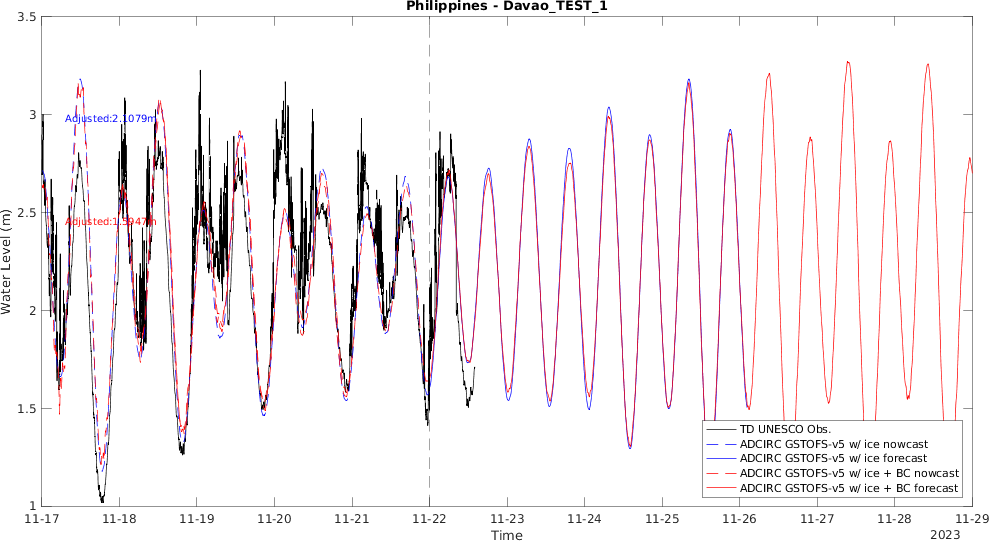 Philippines - Davao_TEST_1
3.5
3
2.5
2
1.5
1
Water Level (m)
Adjusted:2.1079m
TD UNESCO Obs.
ADCIRC GSTOFS-v5 w/ ice nowcast
ADCIRC GSTOFS-v5 w/ ice forecast
ADCIRC GSTOFS-v5 w/ ice + BC nowcast
ADCIRC GSTOFS-v5 w/ ice + BC forecast
11-17
11-18
11-19
11-20
11-21
11-22
11-23
11-24
11-25
11-26
11-27
11-28
11-29
Time
2023